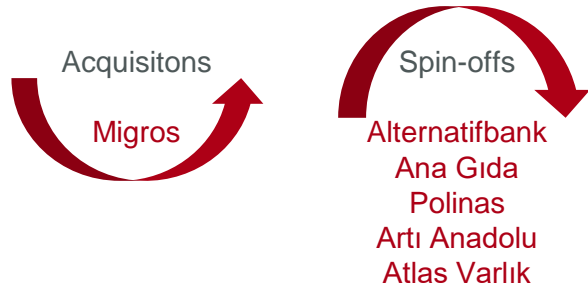 Acquisitons
Migros
Spin-offs
Alternatifbank
Ana Gıda
Polinas
Artı Anadolu
Atlas Varlık